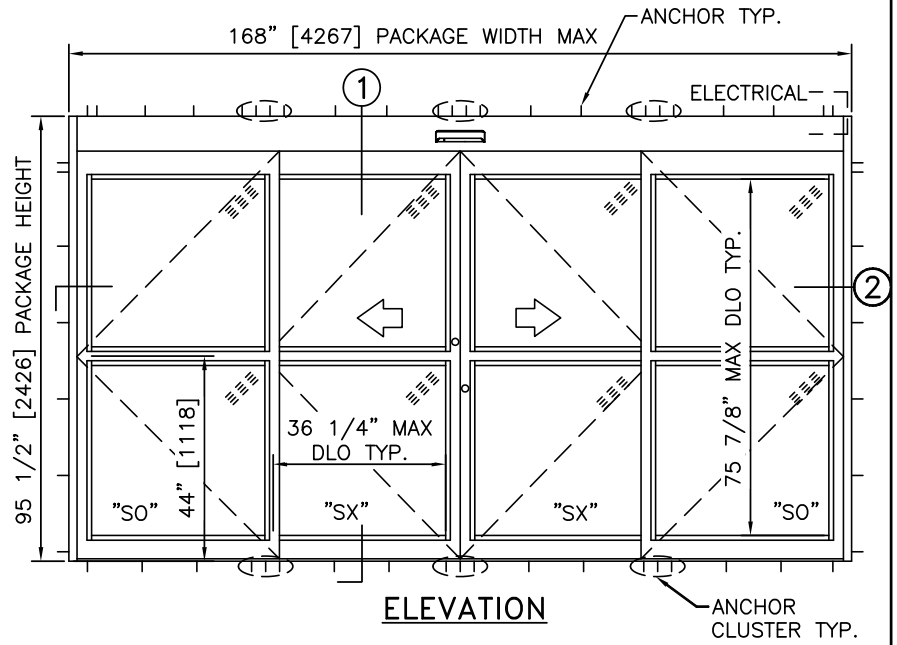 ANCHOR TYP.
168" [4267] PACKAGE WIDTH MAX
1
ELECTRICAL
95 1/2" [2426] PACKAGE HEIGHT
75 7/8" MAX DLO TYP.
2
44" [1118]
36 1/4" MAX
DLO TYP.
"SO"
"SX"
"SX"
"SO"
ELEVATION
ANCHOR
CLUSTER TYP.